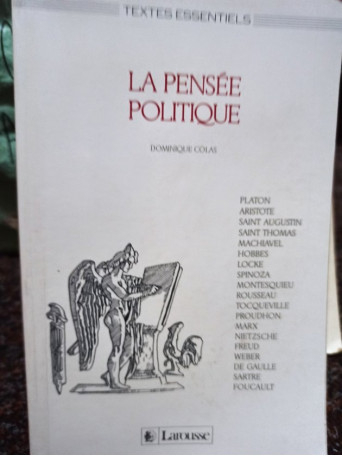 TEXTES ESSENTIELS
LA PENSÉE
POLITIQUE
DOMINIQUE COLAS
PLATON
ARISTOTE
SAINT AUGUSTIN
SAINT THOMAS
MACHIAVEL
HOBBES
LOCKE
SPINOZA
MONTESQUIEU
ROUSSEAU
TOCQUEVILLE
PROUDHON
MARX
NIETZSCHE
FREUD
WEBER
DE GAULLE
SARTRE
FOUCAULT
Larousse